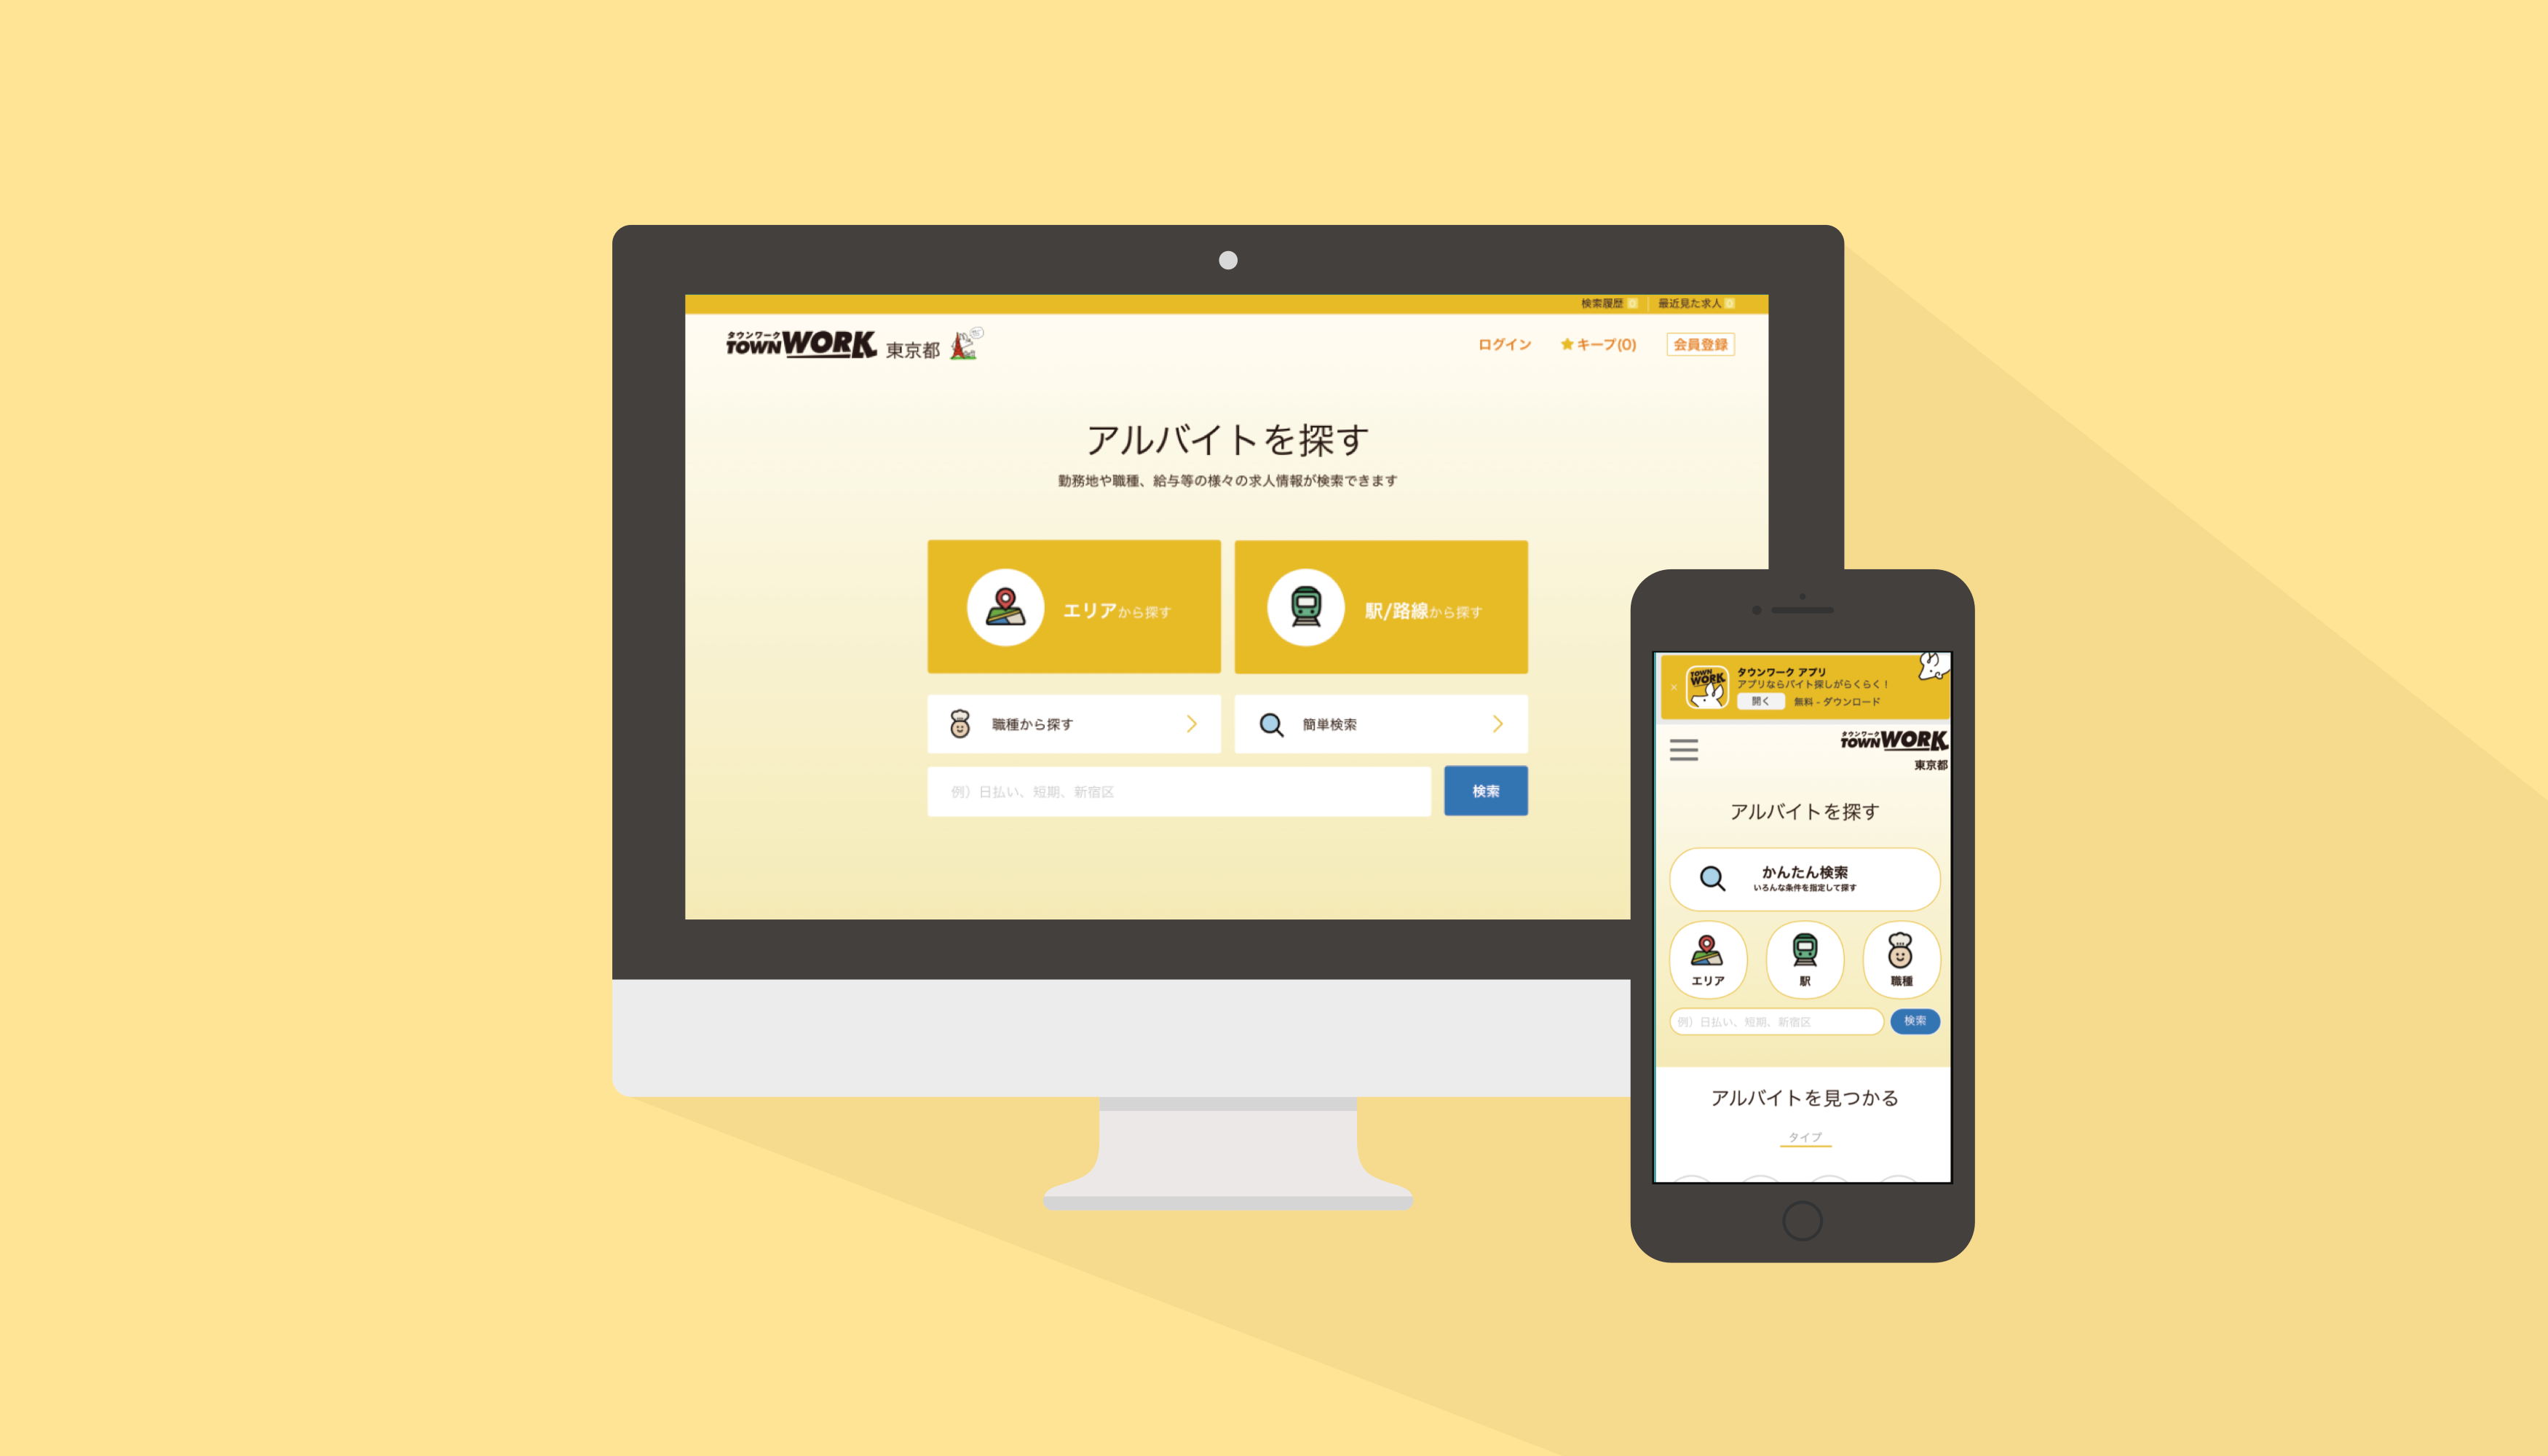 検索履歴 0 最近見た求人 0
タウンワーク
TOWNWORK 東京都
ログイン ★キープ(0) 会員登録
アルバイトを探す
勤務地や職種、給与等の様々の求人情報が検索できます
エリアから探す 駅/路線から探す
職種から探す 簡単検索
例）日払い、短期、新宿区 検索
TOWN
WORK
タウンワーク アプリ
アプリならバイト探しがらくらく！
開く 無料 - ダウンロード
タウンワーク
TOWNWORK
東京都
アルバイトを探す
かんたん検索
いろんな条件を指定して探す
エリア 駅 職種
例）日払い、短期、新宿区 検索
アルバイトを見つかる
タイプ